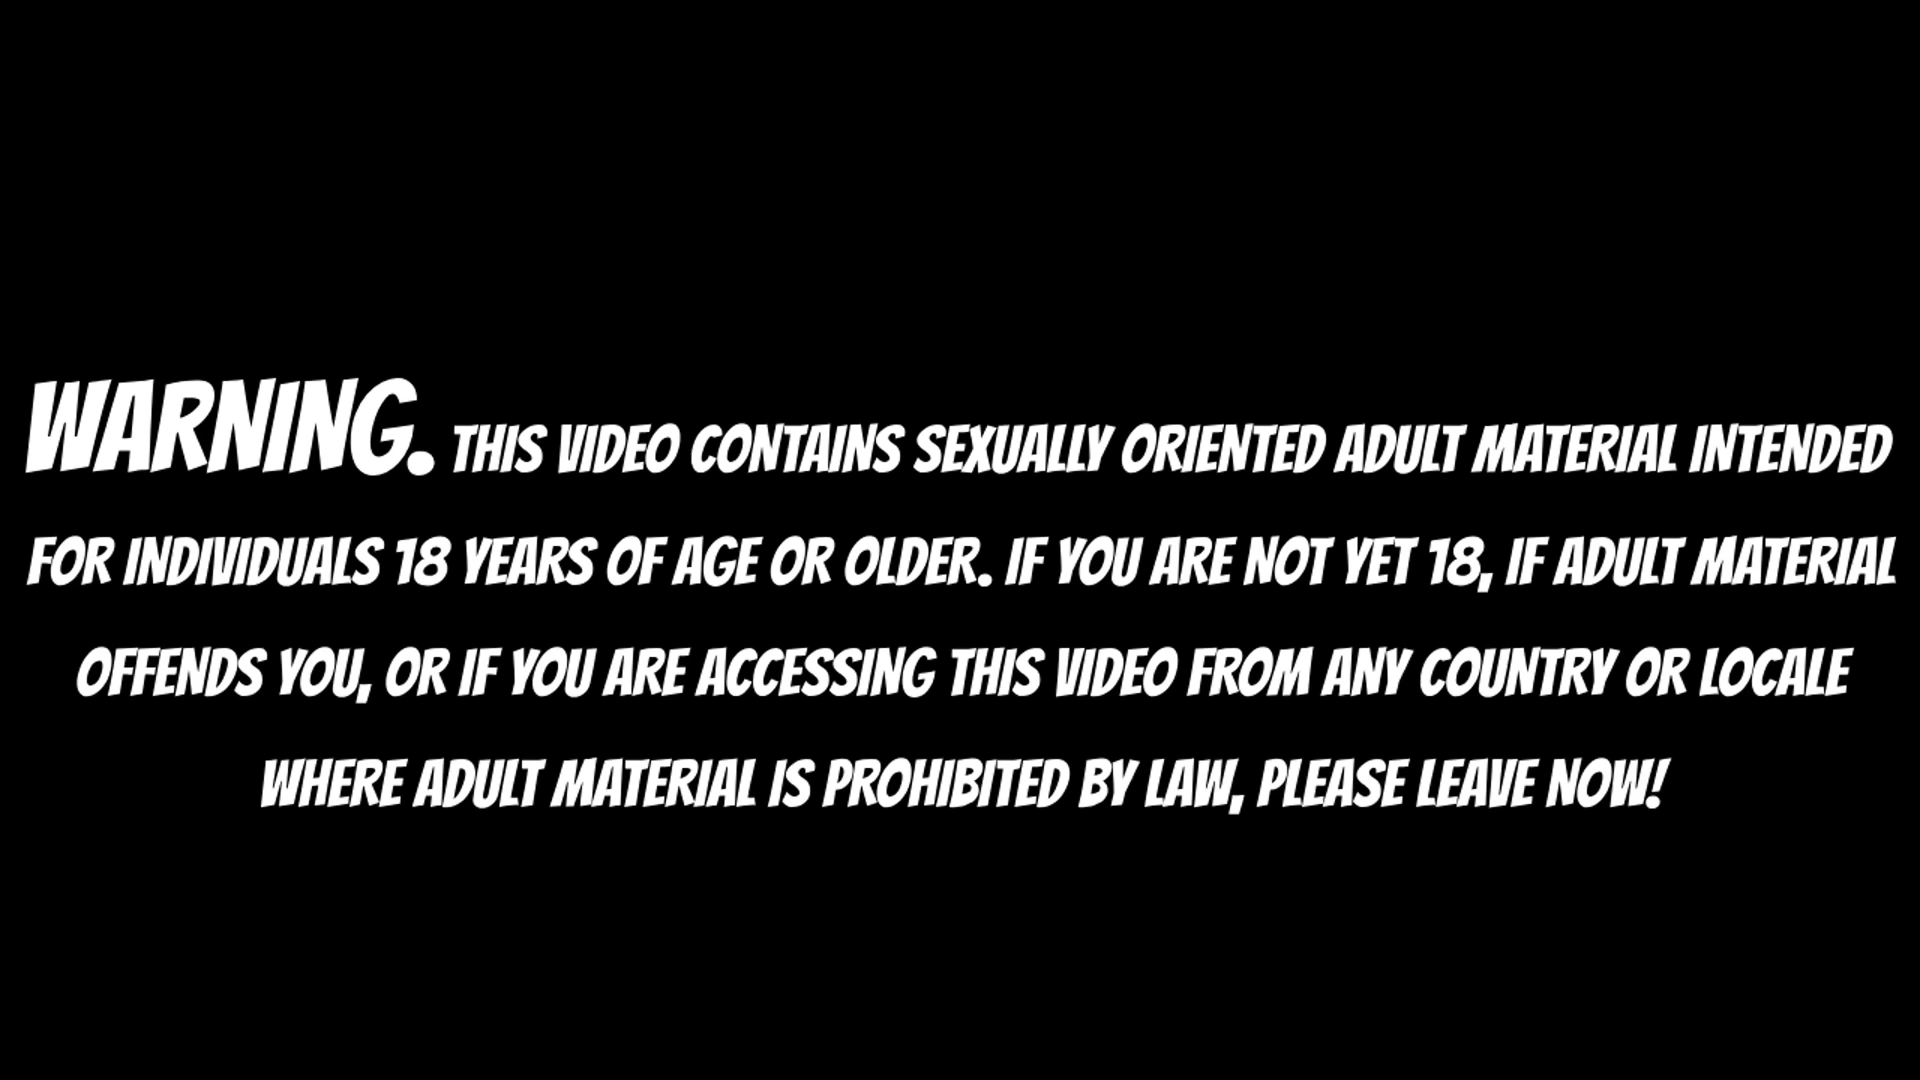 WARNING. THIS VIDEO CONTAINS SEXUALLY ORIENTED ADULT MATERIAL INTENDED
FOR INDIVIDUALS 18 YEARS OF AGE OR OLDER. IF YOU ARE NOT YET 18, IF ADULT MATERIAL
OFFENDS YOU, OR IF YOU ARE ACCESSING THIS VIDEO FROM ANY COUNTRY OR LOCALE
WHERE ADULT MATERIAL IS PROHIBITED BY LAW, PLEASE LEAVE NOW!